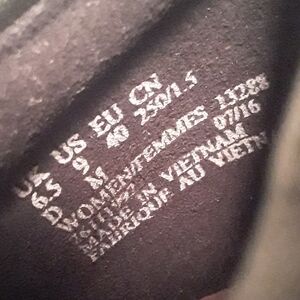 UK US EU CN
6.5 9 40 250/1.5
D M
WOMEN/FEMMES 13288
07/16
MADE IN VIETNAM
FABRIQUE AU VIETN